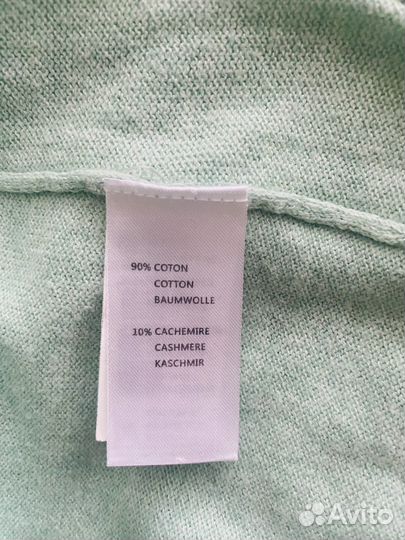 90% COTON
COTTON
BAUMWOLLE
10% CACHEMIRE
CASHMERE
KASCHMIR
Avito